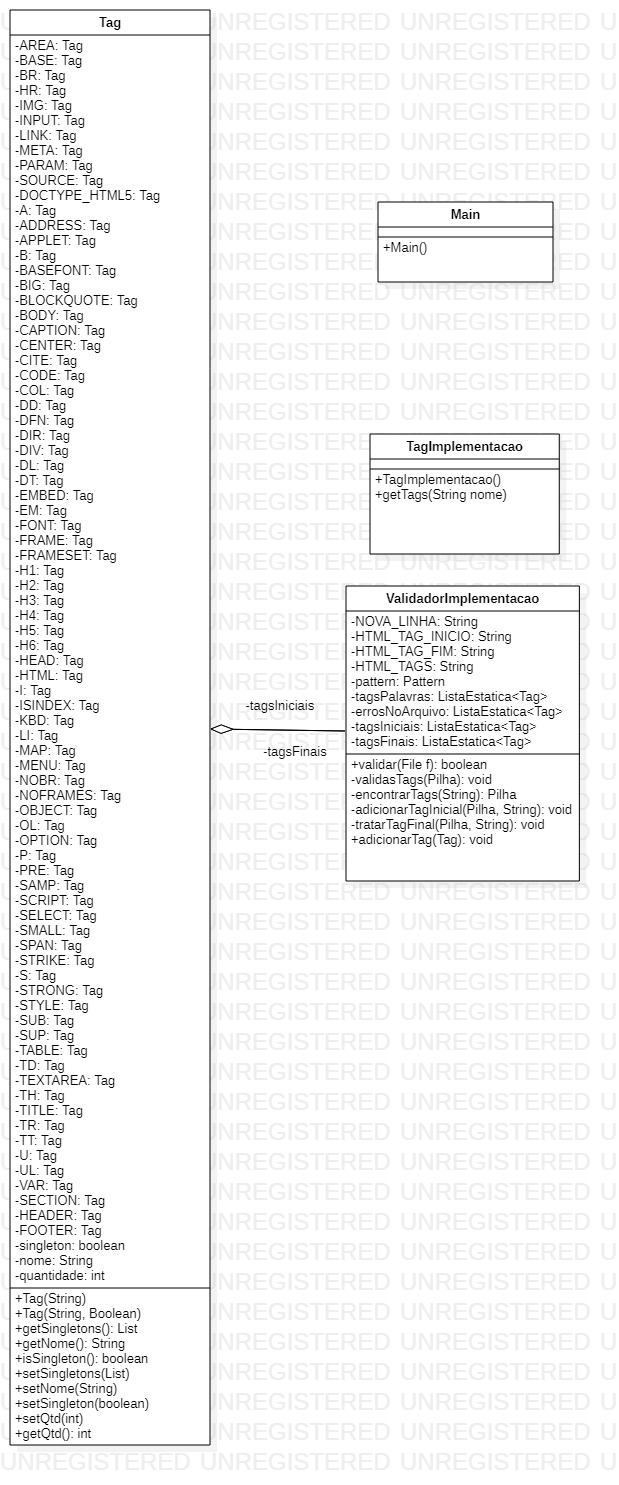 Tag
-AREA: Tag
-BASE: Tag
-BR: Tag
-HR: Tag
-IMG: Tag
-INPUT: Tag
-LINK: Tag
-META: Tag
-PARAM: Tag
-SOURCE: Tag
-DOCTYPE_HTML5: Tag
-A: Tag
-ADDRESS: Tag
-APPLET: Tag
-B: Tag
-BASEFONT: Tag
-BIG: Tag
-BLOCKQUOTE: Tag
-BODY: Tag
-CAPTION: Tag
-CENTER: Tag
-CITE: Tag
-CODE: Tag
-COL: Tag
-DD: Tag
-DFN: Tag
-DIR: Tag
-DIV: Tag
-DL: Tag
-DT: Tag
-EMBED: Tag
-EM: Tag
-FONT: Tag
-FRAME: Tag
-FRAMESET: Tag
-H1: Tag
-H2: Tag
-H3: Tag
-H4: Tag
-H5: Tag
-H6: Tag
-HEAD: Tag
-HTML: Tag
-I: Tag
-ISINDEX: Tag
-KBD: Tag
-LI: Tag
-MAP: Tag
-MENU: Tag
-NOBR: Tag
-NOFRAMES: Tag
-OBJECT: Tag
-OL: Tag
-OPTION: Tag
-P: Tag
-PRE: Tag
-SAMP: Tag
-SCRIPT: Tag
-SELECT: Tag
-SMALL: Tag
-SPAN: Tag
-STRIKE: Tag
-S: Tag
-STRONG: Tag
-STYLE: Tag
-SUB: Tag
-SUP: Tag
-TABLE: Tag
-TD: Tag
-TEXTAREA: Tag
-TH: Tag
-TITLE: Tag
-TR: Tag
-TT: Tag
-U: Tag
-UL: Tag
-VAR: Tag
-SECTION: Tag
-HEADER: Tag
-FOOTER: Tag
-singleton: boolean
-nome: String
-quantidade: int
+Tag(String)
+Tag(String, Boolean)
+getSingletons(): List
+getNome(): String
+isSingleton(): boolean
+setSingletons(List)
+setNome(String)
+setSingleton(boolean)
+setQtd(int)
+getQtd(): int
Main
+Main()
TagImplementacao
+TagImplementacao()
+getTags(String nome)
-tagsIniciais
-tagsFinais
ValidadorImplementacao
-NOVA_LINHA: String
-HTML_TAG_INICIO: String
-HTML_TAG_FIM: String
-HTML_TAGS: String
-pattern: Pattern
-tagsPalavras: ListaEstatica<Tag>
-errosNoArquivo: ListaEstatica<Tag>
-tagsIniciais: ListaEstatica<Tag>
-tagsFinais: ListaEstatica<Tag>
+validar(File f): boolean
-validasTags(Pilha): void
-encontrarTags(String): Pilha
-adicionarTagInicial(Pilha, String): void
-tratarTagFinal(Pilha, String): void
+adicionarTag(Tag): void
UNREGISTERED UNREGISTERED UNREGISTERED U